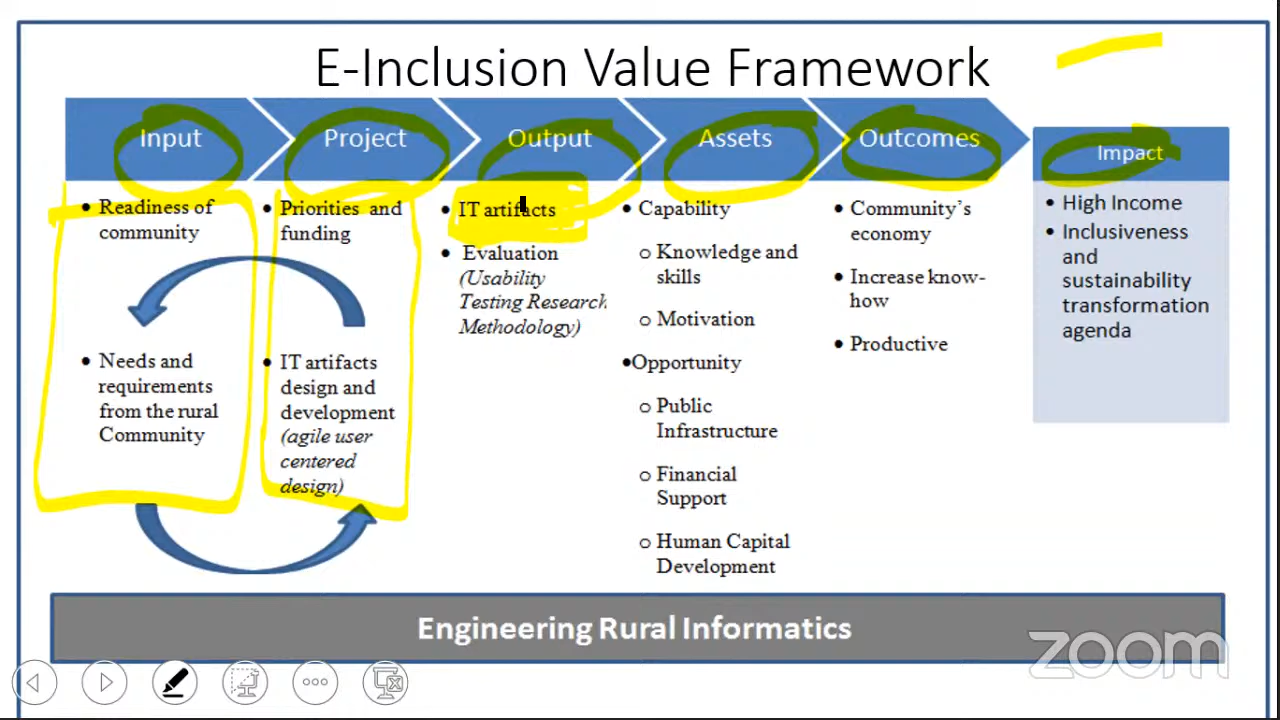 E-Inclusion Value Framework
Input
Project
Output
Assets
Outcomes
Impact
• Readiness of
community
• Needs and
requirements
from the rural
Community
• Priorities and
funding
• IT artifacts
design and
development
(agile user
centered
design)
• IT artifacts
• Evaluation
(Usability
Testing Research
Methodology)
• Capability
o Knowledge and
skills
o Motivation
•Opportunity
o Public
Infrastructure
o Financial
Support
o Human Capital
Development
• Community's
economy
• Increase know-
how
• Productive
• High Income
• Inclusiveness
and
sustainability
transformation
agenda
Engineering Rural Informatics
zoom